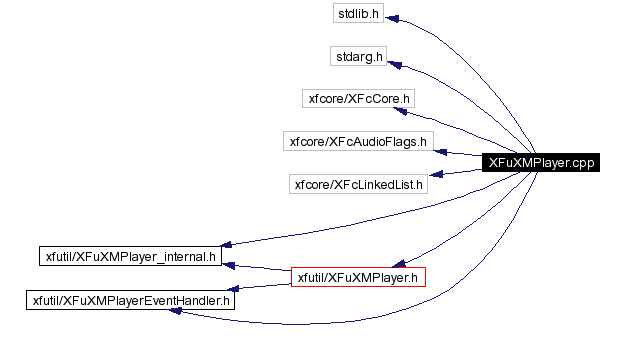 stdlib.h
stdarg.h
xfcore/XFcCore.h
xfcore/XFcAudioFlags.h
XFuXMPlayer.cpp
xfcore/XFcLinkedList.h
xfutil/XFuXMPlayer_internal.h
xfutil/XFuXMPlayer.h
xfutil/XFuXMPlayerEventHandler.h